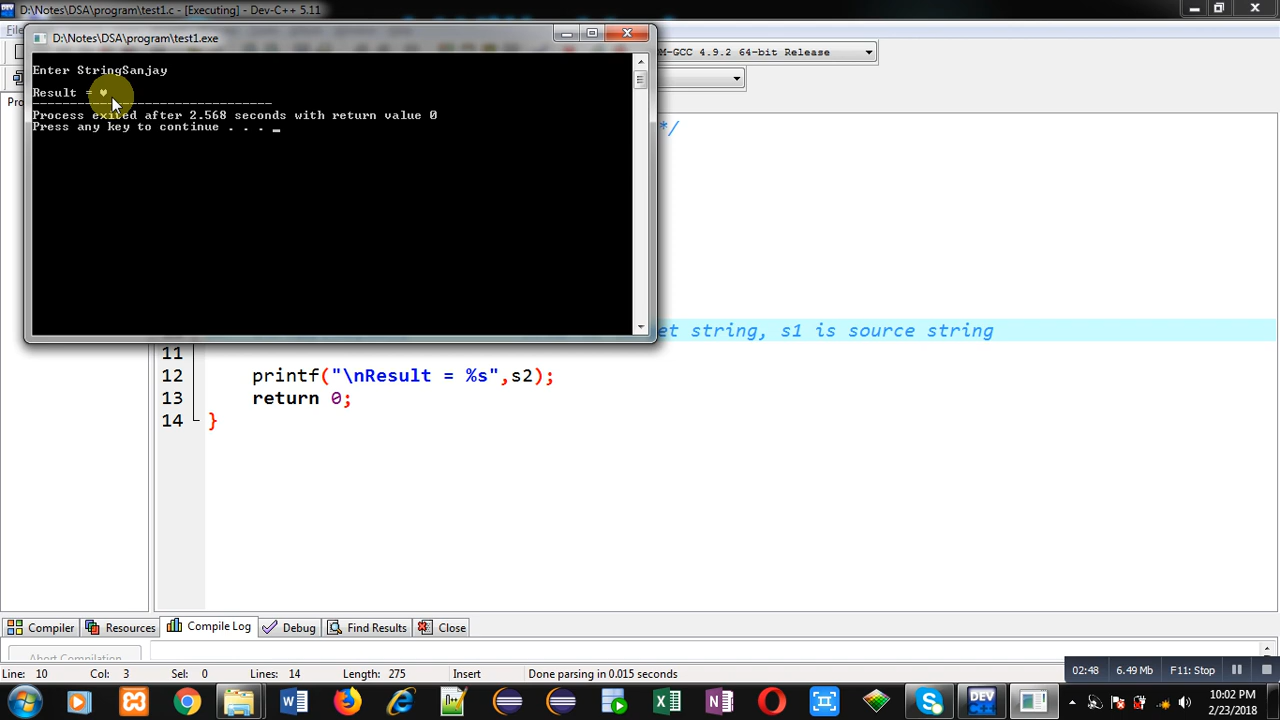 D:\Notes\DSA\program\test1.c - [Executing] - Dev-C++ 5.11
D:\Notes\DSA\program\test1.exe
Enter StringSanjay
Result = ♥
--------------------------------
Process exited after 2.568 seconds with return value 0
Press any key to continue . . . _
M-GCC 4.9.2 64-bit Release
*/
et string, s1 is source string
11
12 printf("\nResult = %s",s2);
13 return 0;
14 }
Compiler Resources Compile Log Debug Find Results Close
Abort Compilation
Line: 10 Col: 3 Sel: 0 Lines: 14 Length: 275 Insert Done parsing in 0.015 seconds
02:48 6.49 Mb F11: Stop
DEV
10:02 PM
2/23/2018